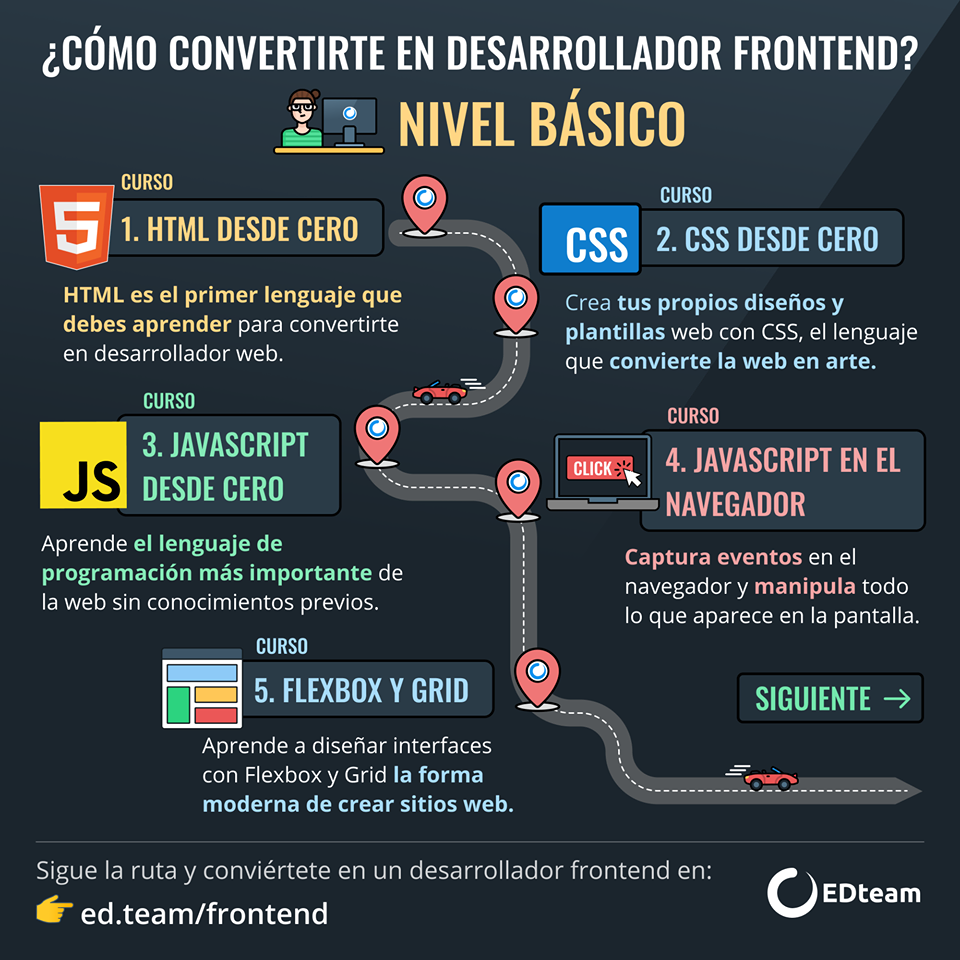 ¿CÓMO CONVERTIRTE EN DESARROLLADOR FRONTEND?
NIVEL BÁSICO
CURSO
5
1. HTML DESDE CERO
HTML es el primer lenguaje que
debes aprender para convertirte
en desarrollador web.
CURSO
CSS
2. CSS DESDE CERO
Crea tus propios diseños y
plantillas web con CSS, el lenguaje
que convierte la web en arte.
CURSO
JS
3. JAVASCRIPT
DESDE CERO
Aprende el lenguaje de
programación más importante de
la web sin conocimientos previos.
CURSO
CLICK
4. JAVASCRIPT EN EL
NAVEGADOR
Captura eventos en el
navegador y manipula todo
lo que aparece en la pantalla.
CURSO
5. FLEXBOX Y GRID
Aprende a diseñar interfaces
con Flexbox y Grid la forma
moderna de crear sitios web.
SIGUIENTE →
Sigue la ruta y conviértete en un desarrollador frontend en:
ed.team/frontend
EDteam